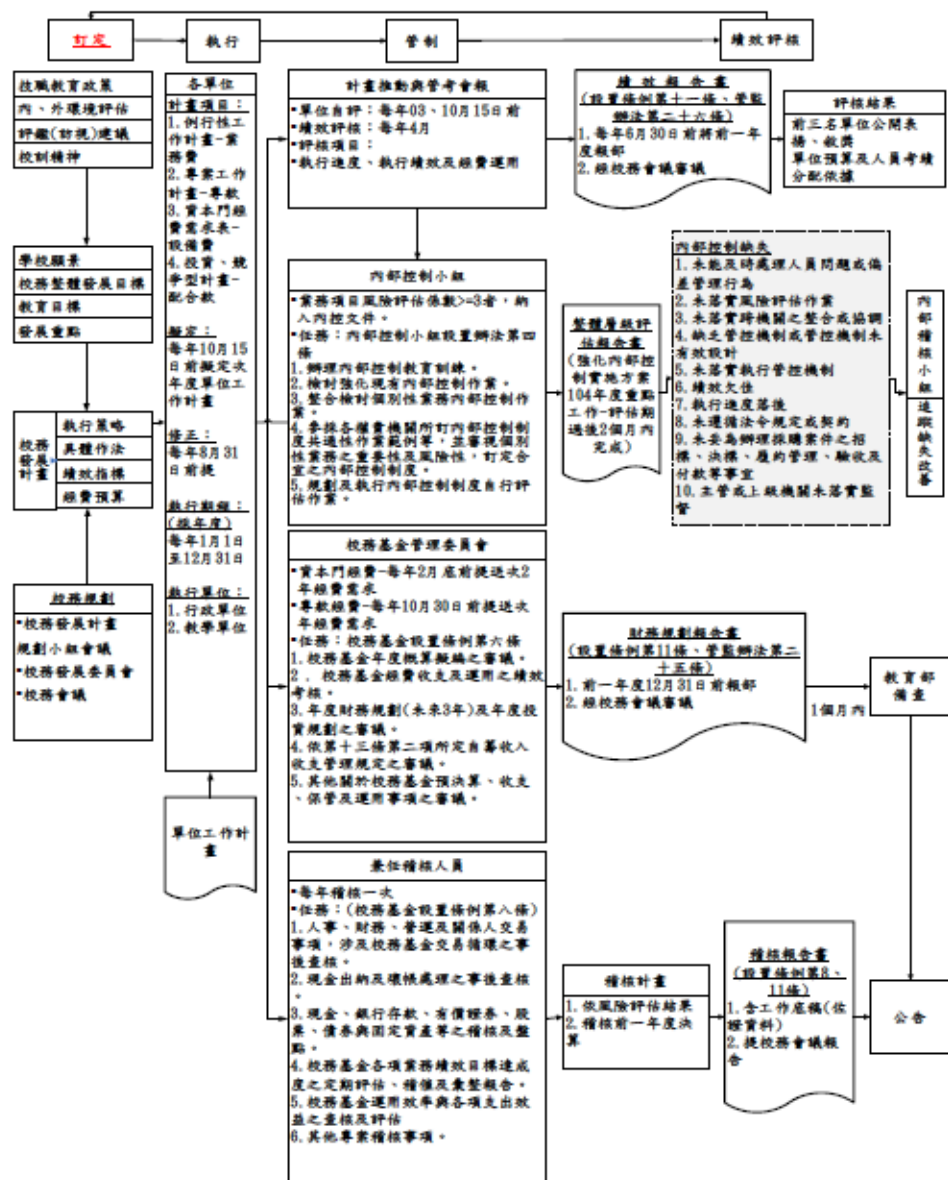 訂定
執行
管制
績效評核
技職教育政策
內、外環境評估
評鑑(訪視)建議
校訓精神
學校願景
校務整體發展目標
教育目標
發展重點
校務發展計畫
執行策略
具體作法
績效指標
經費預算
校務規劃
▪校務發展計畫
規劃小組會議
▪校務發展委員會
▪校務會議
各單位
計畫項目：
1.例行性工
作計畫-業
務費
2.專案工作
計畫-專款
3.資本門經
費需求表-
設備費
4.投資、競
爭型計畫-
配合款
擬定：
每年10月15
日前擬定次
年度單位工
作計畫
修正：
每年8月31
日前提
執行期程：
(採年度)
每年1月1日
至12月31日
執行單位：
1.行政單位
2.教學單位
單位工作計
畫
計畫推動與管考會報
▪單位自評：每年03、10月15日前
▪績效評核：每年4月
▪評核項目：
執行進度、執行績效及經費運用
績效報告書
(設置條例第十一條、管監
辦法第二十六條)
1.每年6月30日前將前一年
度報部
2.經校務會議審議
評核結果
前三名單位公開表
揚、敘獎
單位預算及人員考績
分配依據
內部控制小組
▪業務項目風險評估係數>=3者，納
入內控文件。
▪任務：內部控制小組設置辦法第四
條
1.辦理內部控制教育訓練。
2.檢討強化現有內部控制作業。
3.整合檢討個別性業務內部控制作
業。
4.參採各權責機關所訂內部控制制
度共通性作業範例等，並審視個別
性業務之重要性及風險性，訂定合
宜之內部控制制度。
5.規劃及執行內部控制制度自行評
估作業。
整體層級評
估報告書
(強化內部控
制實施方案
104年度重點
工作-評估期
過後2個月內
完成)
內部控制缺失
1.未能及時處理人員問題或偏
差管理行為
2.未落實風險評估作業
3.未落實跨機關之整合或協調
4.缺乏管控機制或管控機制未
有效設計
5.未落實執行管控機制
6.績效欠佳
7.執行進度落後
8.未遵循法令規定或契約
9.未妥為辦理採購案件之招
標、決標、履約管理、驗收及
付款等事宜
10.主管或上級機關未落實監
督
內部稽核小組追蹤缺失改善
校務基金管理委員會
▪資本門經費-每年2月底前提送次2
年經費需求
▪專款經費-每年10月30日前提送次
年經費需求
▪任務：校務基金設置條例第六條
1.校務基金年度概算擬編之審議。
2. 校務基金經費收支及運用之績效
考核。
3.年度財務規劃(未來3年)及年度投
資規劃之審議。
4.依第十三條第二項所定自籌收入
收支管理規定之審議。
5.其他關於校務基金預決算、收支
、保管及運用事項之審議。
財務規劃報告書
(設置條例第11條、管監辦法第二
十五條)
1.前一年度12月31日前報部
2.經校務會議審議
1個月內
教育部
備查
兼任稽核人員
▪每年稽核一次
▪任務：(校務基金設置條例第八條)
1.人事、財務、營運及關係人交易
事項，涉及校務基金交易循環之事
後查核。
2.現金出納及壞帳處理之事後查核
。
3.現金、銀行存款、有價證券、股
票、債券與固定資產等之稽核及盤
點。
4.校務基金各項業務績效目標達成
度之定期評估、稽催及彙整報告。
5.校務基金運用效率與各項支出效
益之查核及評估
6.其他專案稽核事項。
稽核計畫
1.依風險評估結果
2.稽核前一年度決
算
稽核報告書
(設置條例第8、
11條)
1.含工作底稿(佐
證資料)
2.提校務會議報
告
公告